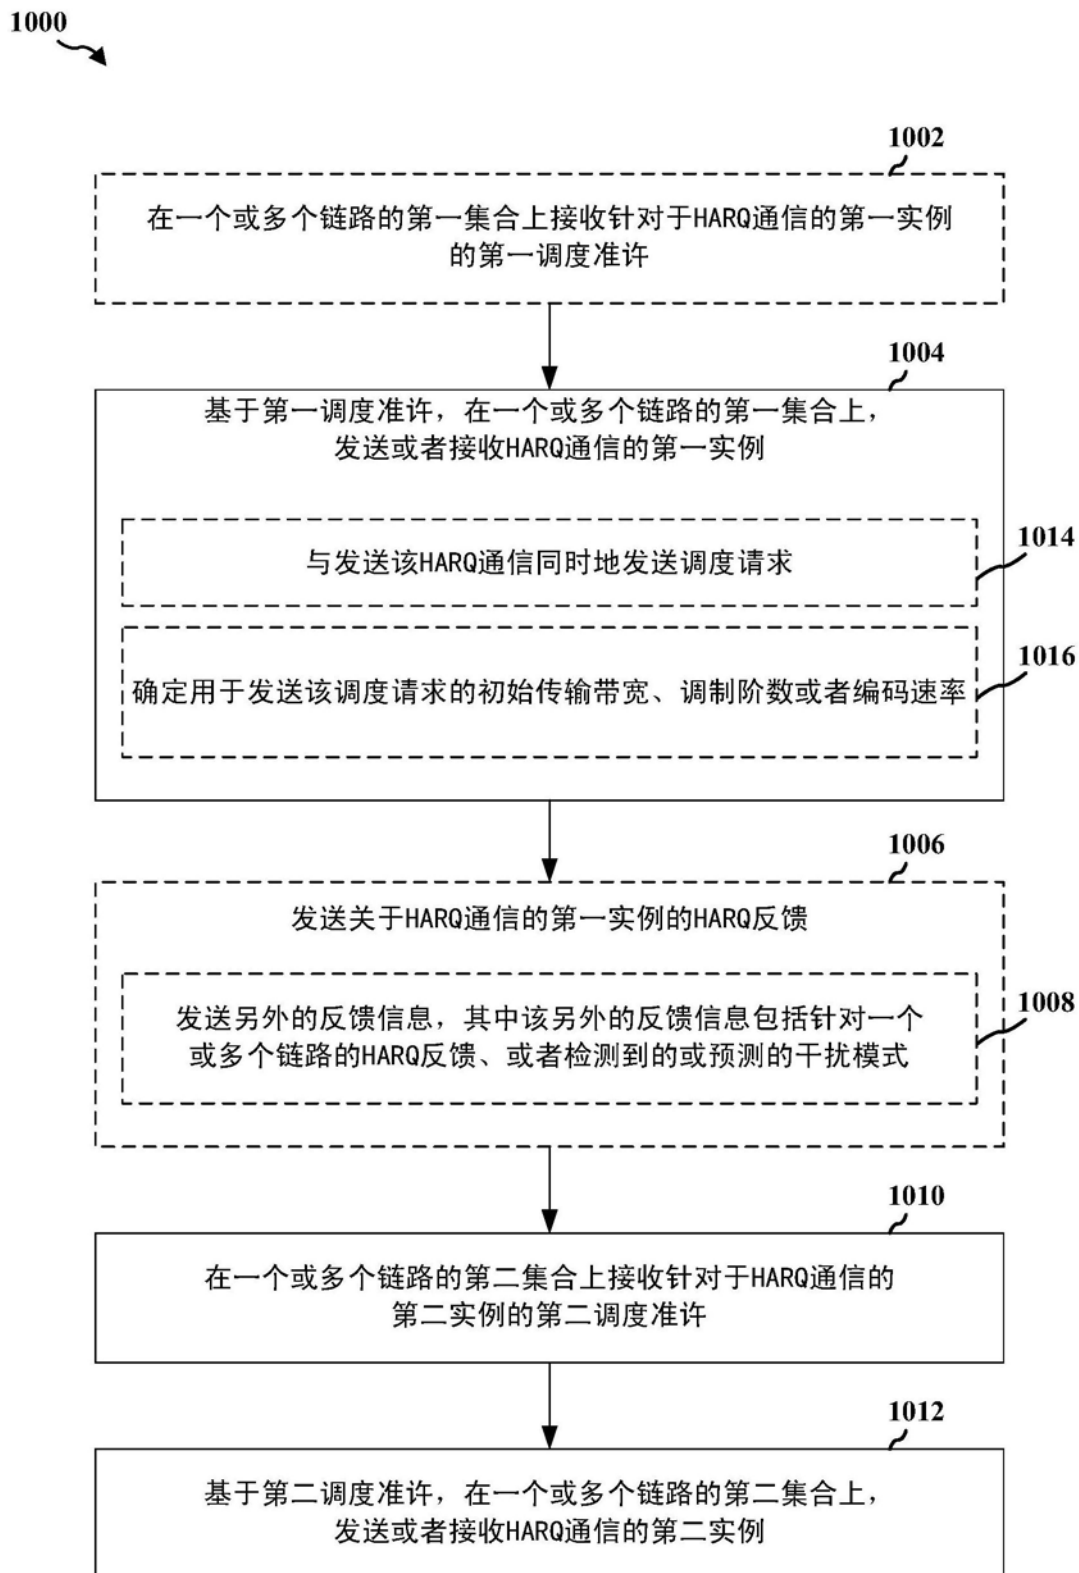 1000
1002
在一个或多个链路的第一集合上接收针对于HARQ通信的第一实例
的第一调度准许
1004
基于第一调度准许，在一个或多个链路的第一集合上，
发送或者接收HARQ通信的第一实例
1014
与发送该HARQ通信同时地发送调度请求
1016
确定用于发送该调度请求的初始传输带宽、调制阶数或者编码速率
1006
发送关于HARQ通信的第一实例的HARQ反馈
1008
发送另外的反馈信息，其中该另外的反馈信息包括针对一个
或多个链路的HARQ反馈、或者检测到的或预测的干扰模式
1010
在一个或多个链路的第二集合上接收针对于HARQ通信的
第二实例的第二调度准许
1012
基于第二调度准许，在一个或多个链路的第二集合上，
发送或者接收HARQ通信的第二实例